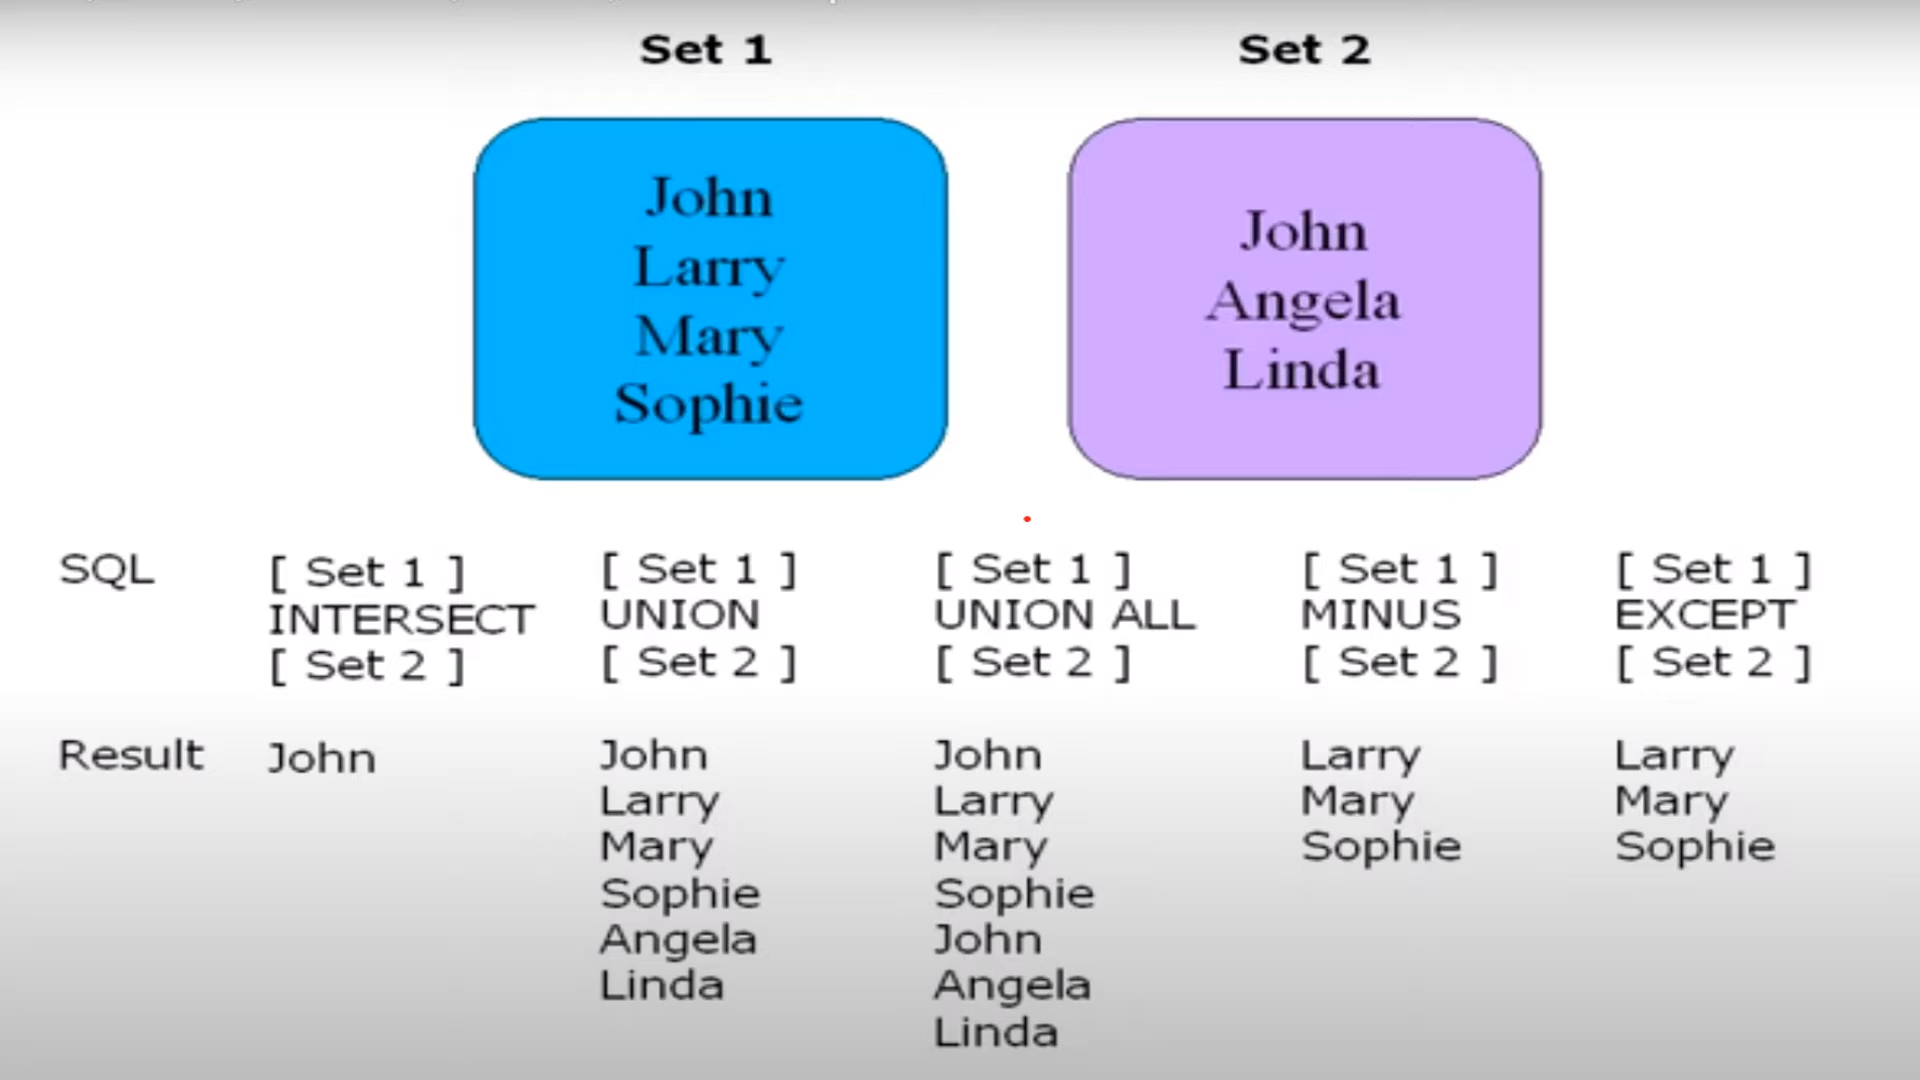 Set 1
Set 2
John
Larry
Mary
Sophie
John
Angela
Linda
SQL
[ Set 1 ]
INTERSECT
[ Set 2 ]
[ Set 1 ]
UNION
[ Set 2 ]
[ Set 1 ]
UNION ALL
[ Set 2 ]
[ Set 1 ]
MINUS
[ Set 2 ]
[ Set 1 ]
EXCEPT
[ Set 2 ]
Result
John
John
Larry
Mary
Sophie
Angela
Linda
John
Larry
Mary
Sophie
John
Angela
Linda
Larry
Mary
Sophie
Larry
Mary
Sophie